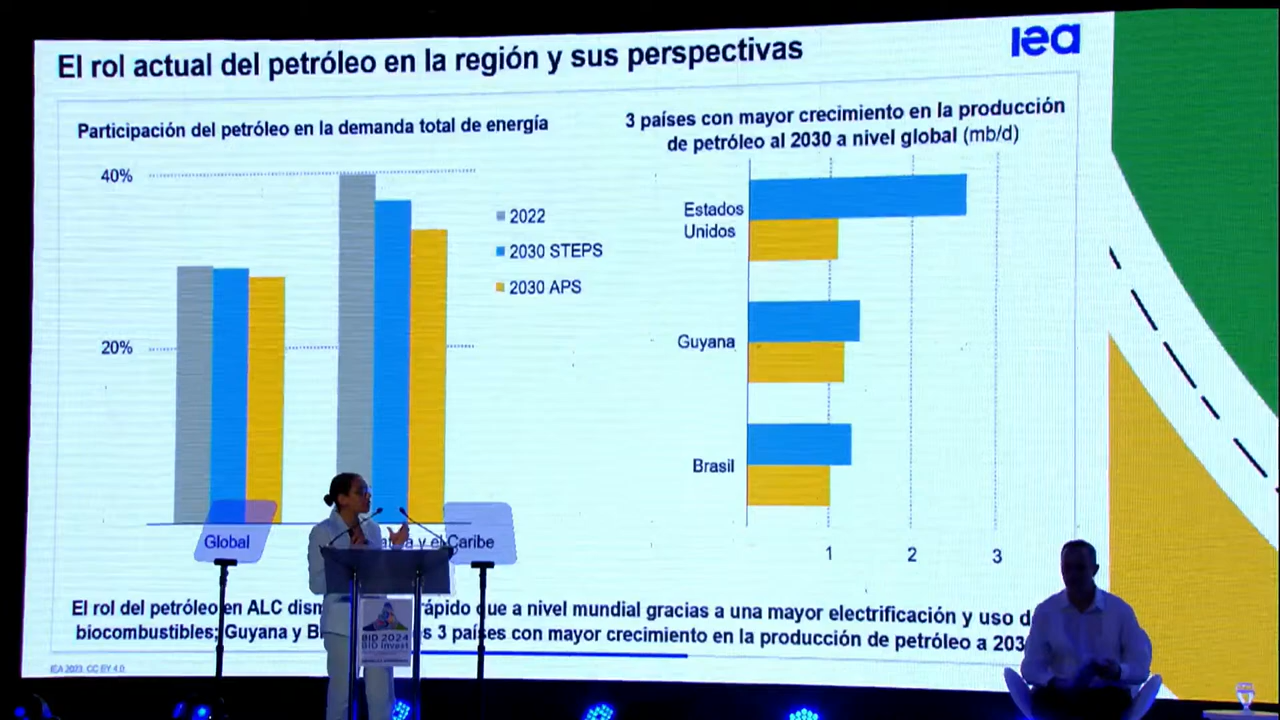 El rol actual del petróleo en la región y sus perspectivas
iea
Participación del petróleo en la demanda total de energía
40%
20%
2022
2030 STEPS
2030 APS
Global
y el Caribe
3 países con mayor crecimiento en la producción
de petróleo al 2030 a nivel global (mb/d)
Estados
Unidos
Guyana
Brasil
1 2 3
El rol del petróleo en ALC dism ápido que a nivel mundial gracias a una mayor electrificación y uso d
biocombustibles; Guyana y B s 3 países con mayor crecimiento en la producción de petróleo a 203
IEA 2023. CC BY 4.0.
BID 2024
BID Invest